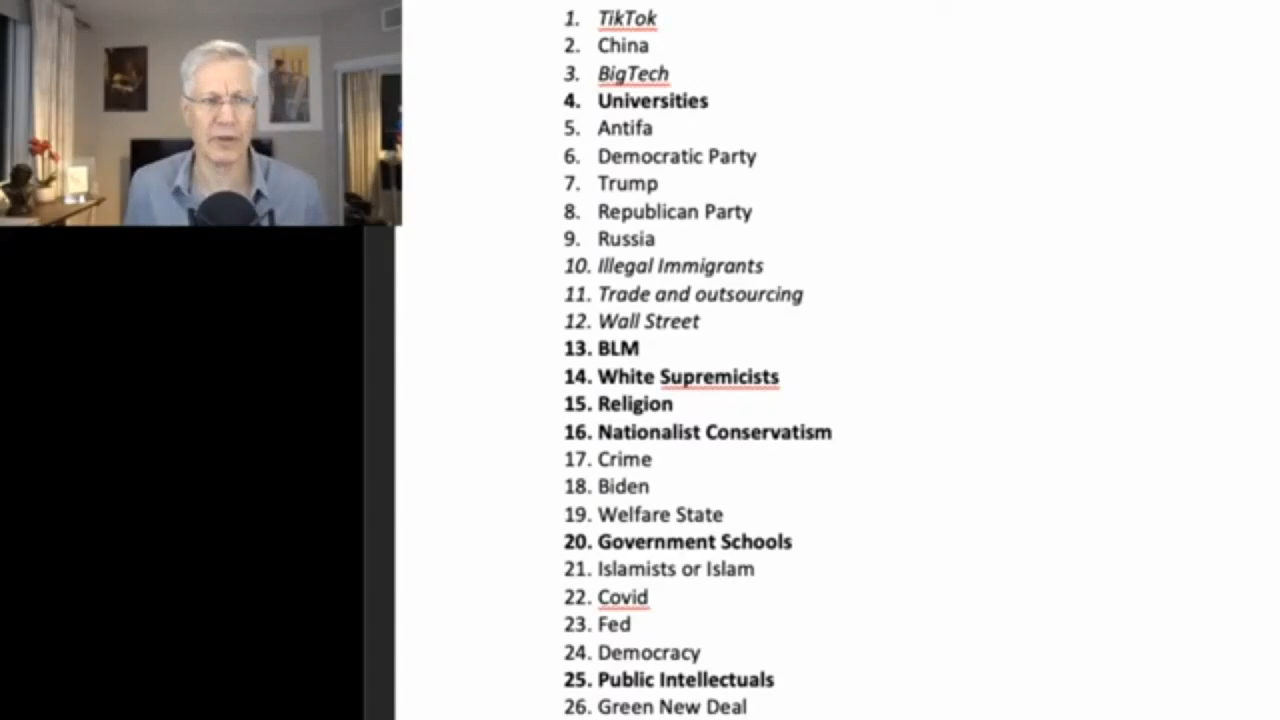 1. TikTok
2. China
3. BigTech
4. Universities
5. Antifa
6. Democratic Party
7. Trump
8. Republican Party
9. Russia
10. Illegal Immigrants
11. Trade and outsourcing
12. Wall Street
13. BLM
14. White Supremicists
15. Religion
16. Nationalist Conservatism
17. Crime
18. Biden
19. Welfare State
20. Government Schools
21. Islamists or Islam
22. Covid
23. Fed
24. Democracy
25. Public Intellectuals
26. Green New Deal